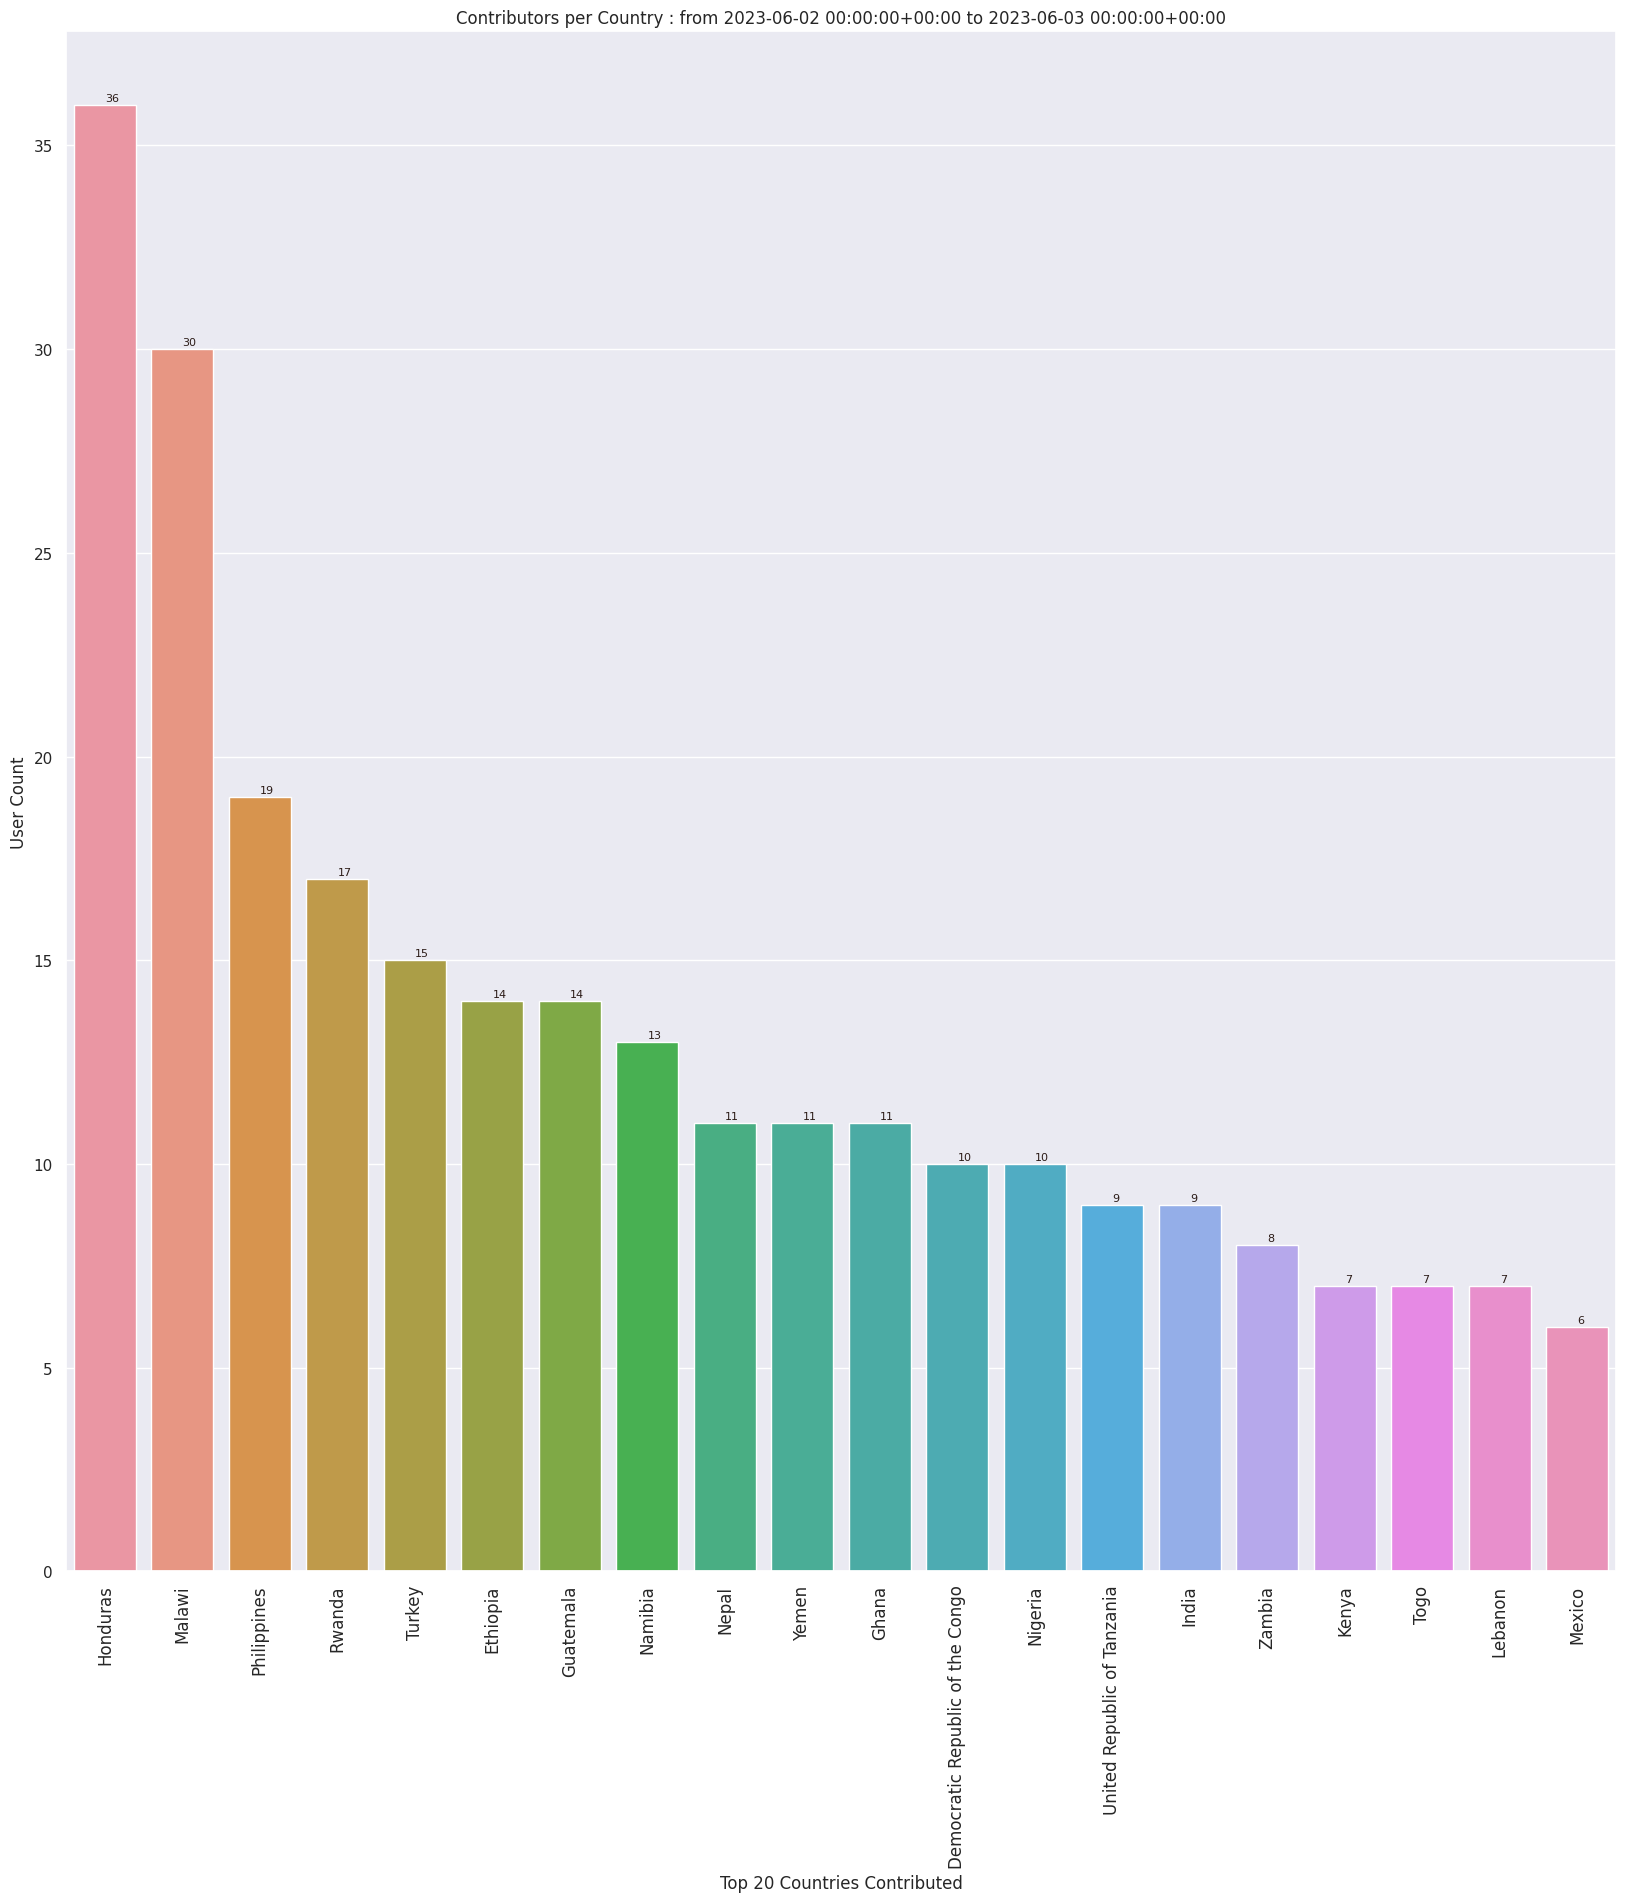 Contributors per Country : from 2023-06-02 00:00:00+00:00 to 2023-06-03 00:00:00+00:00
User Count
35
30
25
20
15
10
5
0
36
30
19
17
15
14
14
13
11
11
11
10
10
9
9
8
7
7
7
6
Honduras
Malawi
Philippines
Rwanda
Turkey
Ethiopia
Guatemala
Namibia
Nepal
Yemen
Ghana
Democratic Republic of the Congo
Nigeria
United Republic of Tanzania
India
Zambia
Kenya
Togo
Lebanon
Mexico
Top 20 Countries Contributed